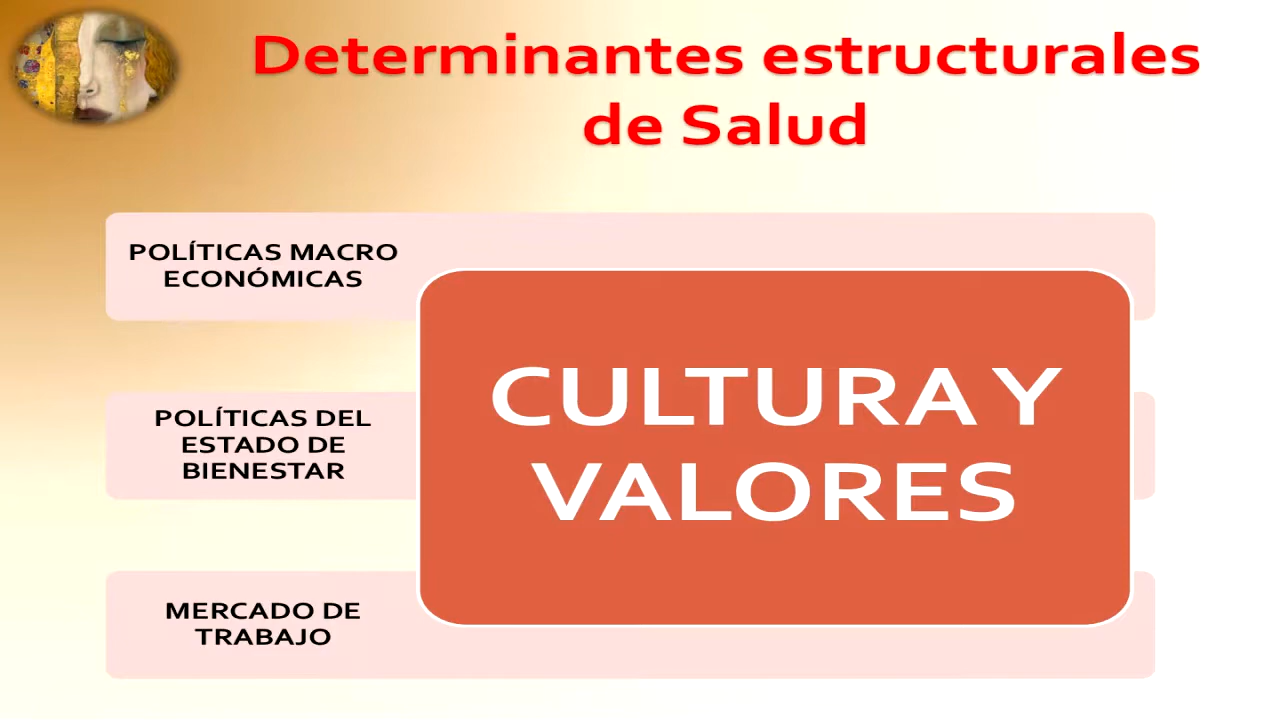 Determinantes estructurales
de Salud
POLÍTICAS MACRO
ECONÓMICAS
POLÍTICAS DEL
ESTADO DE
BIENESTAR
MERCADO DE
TRABAJO
CULTURA Y
VALORES